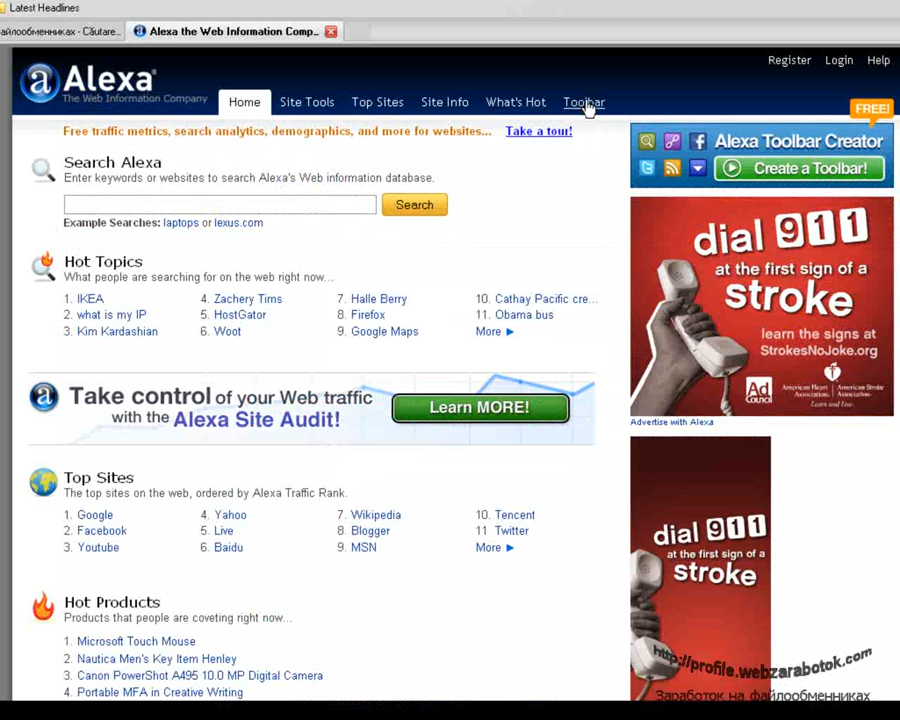 Latest Headlines
айлообменниках - Căutare...
Alexa the Web Information Comp...
Register Login Help
a Alexa®
The Web Information Company
Home Site Tools Top Sites Site Info What's Hot Toolbar
FREE!
Free traffic metrics, search analytics, demographics, and more for websites... Take a tour!
Alexa Toolbar Creator
Create a Toolbar!
Search Alexa
Enter keywords or websites to search Alexa's Web information database.
Search
Example Searches: laptops or lexus.com
Hot Topics
What people are searching for on the web right now...
1. IKEA 4. Zachery Tims 7. Halle Berry 10. Cathay Pacific cre...
2. what is my IP 5. HostGator 8. Firefox 11. Obama bus
3. Kim Kardashian 6. Woot 9. Google Maps More
dial 911
at the first sign of a
stroke
learn the signs at
StrokesNoJoke.org
Ad Council
American Heart Association® American Stroke Association®
Learn and Live
Advertise with Alexa
a Take control of your Web traffic
with the Alexa Site Audit!
Learn MORE!
Top Sites
The top sites on the web, ordered by Alexa Traffic Rank.
1. Google 4. Yahoo 7. Wikipedia 10. Tencent
2. Facebook 5. Live 8. Blogger 11 Twitter
3. Youtube 6. Baidu 9. MSN More
dial 911
at the first sign of a
stroke
Hot Products
Products that people are coveting right now...
1. Microsoft Touch Mouse
2. Nautica Men's Key Item Henley
3. Canon PowerShot A495 10.0 MP Digital Camera
4. Portable MFA in Creative Writing
http://profile.webzarabotok.com
Заработок на файлообменниках